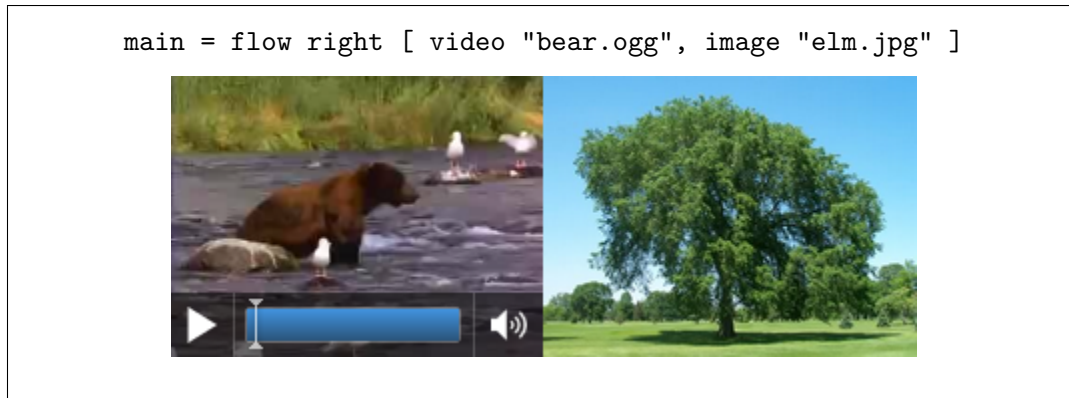 main = flow right [ video "bear.ogg", image "elm.jpg" ]